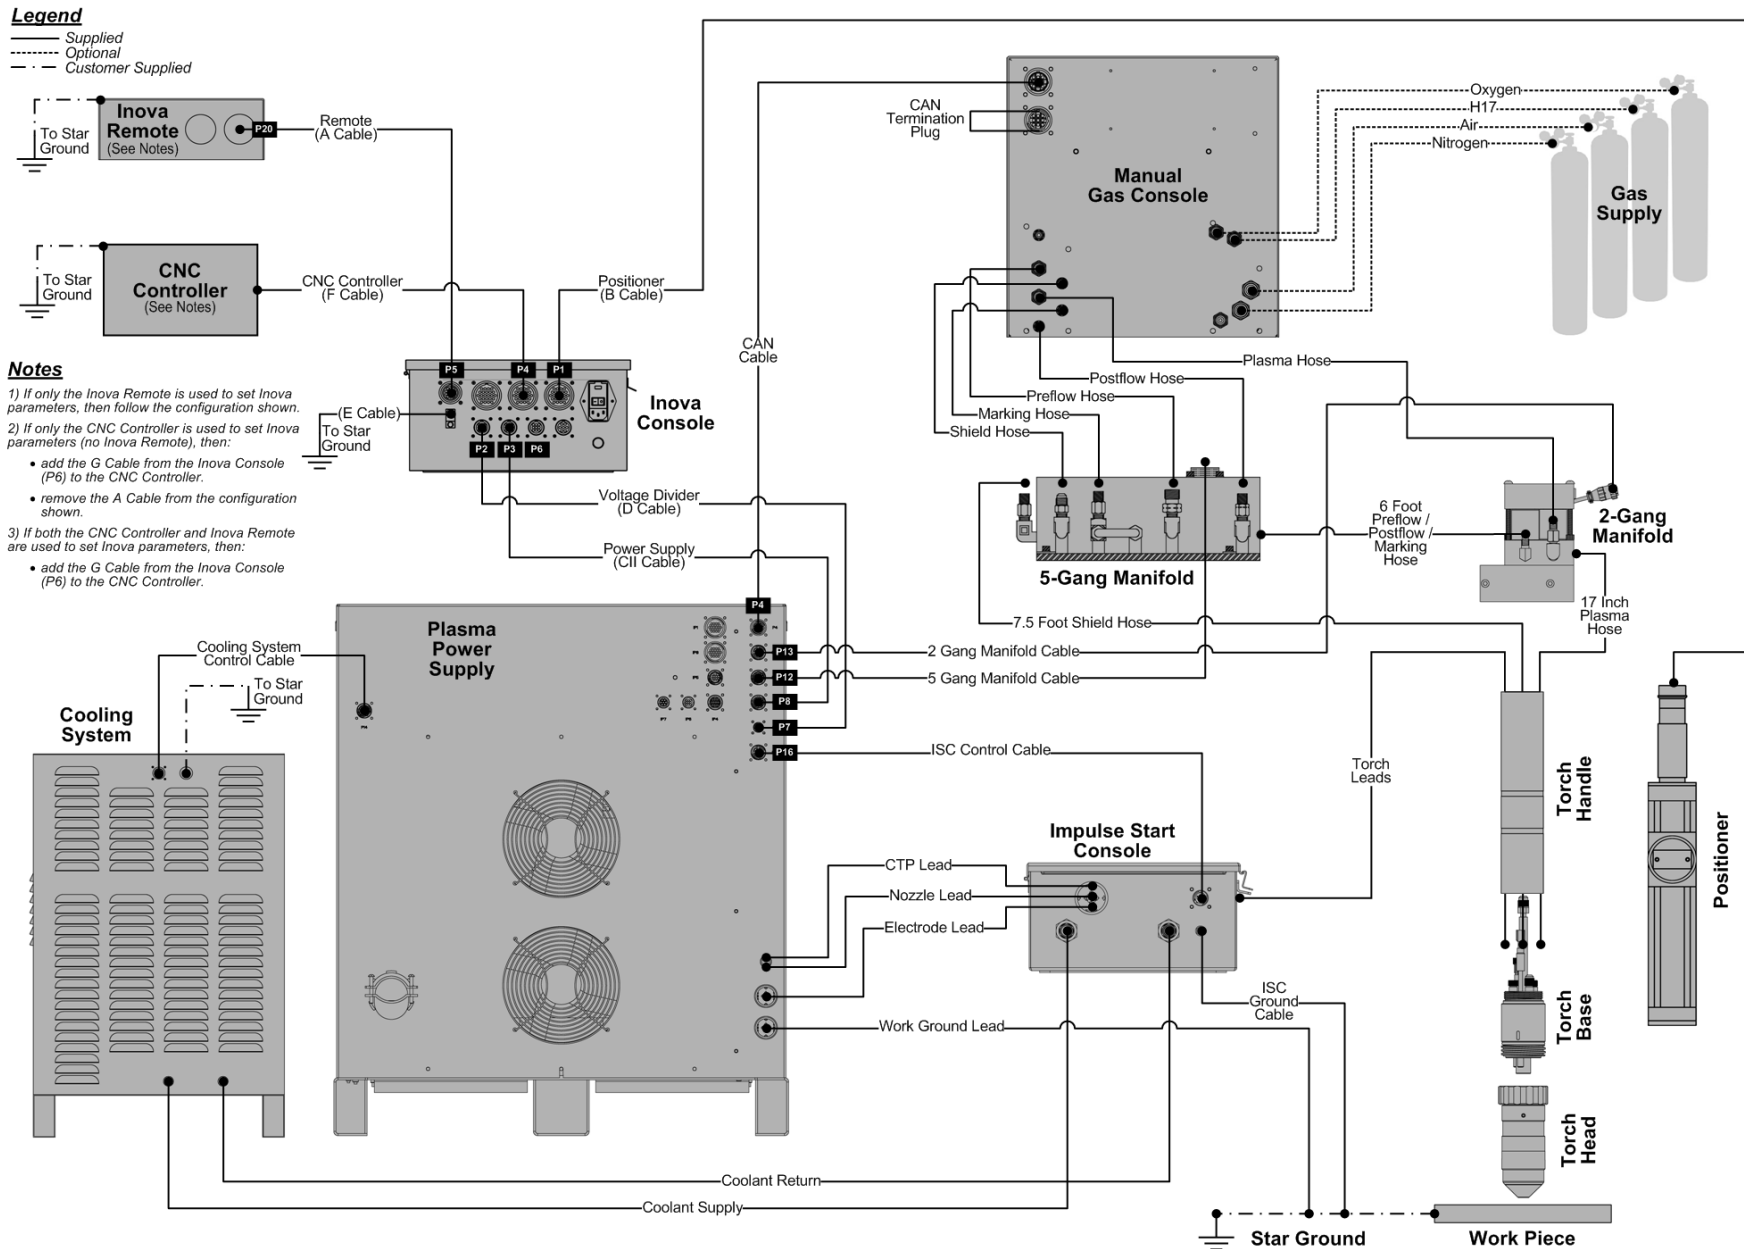 Legend
Supplied
Optional
Customer Supplied
Inova
Remote
(See Notes)
P20
To Star
Ground
Remote
(A Cable)
CNC
Controller
(See Notes)
To Star
Ground
CNC Controller
(F Cable)
Positioner
(B Cable)
CAN
Termination
Plug
Manual
Gas Console
Oxygen
H17
Air
Nitrogen
Gas
Supply
Notes
1) If only the Inova Remote is used to set Inova
parameters, then follow the configuration shown.
2) If only the CNC Controller is used to set Inova
parameters (no Inova Remote), then:
• add the G Cable from the Inova Console
(P6) to the CNC Controller.
• remove the A Cable from the configuration
shown.
3) If both the CNC Controller and Inova Remote
are used to set Inova parameters, then:
• add the G Cable from the Inova Console
(P6) to the CNC Controller.
P5
P4
P1
(E Cable)
To Star
Ground
P2
P3
P6
Inova
Console
CAN
Cable
Voltage Divider
(D Cable)
Power Supply
(CII Cable)
Plasma Hose
Postflow Hose
Preflow Hose
Marking Hose
Shield Hose
5-Gang Manifold
6 Foot
Preflow /
Postflow /
Marking
Hose
2-Gang
Manifold
17 Inch
Plasma
Hose
7.5 Foot Shield Hose
2 Gang Manifold Cable
5 Gang Manifold Cable
ISC Control Cable
Cooling System
Control Cable
To Star
Ground
Cooling
System
Plasma
Power
Supply
P4
P13
P12
P8
P7
P16
Torch
Leads
Torch
Handle
Positioner
Impulse Start
Console
CTP Lead
Nozzle Lead
Electrode Lead
Work Ground Lead
ISC
Ground
Cable
Torch
Base
Torch
Head
Coolant Return
Coolant Supply
Star Ground
Work Piece